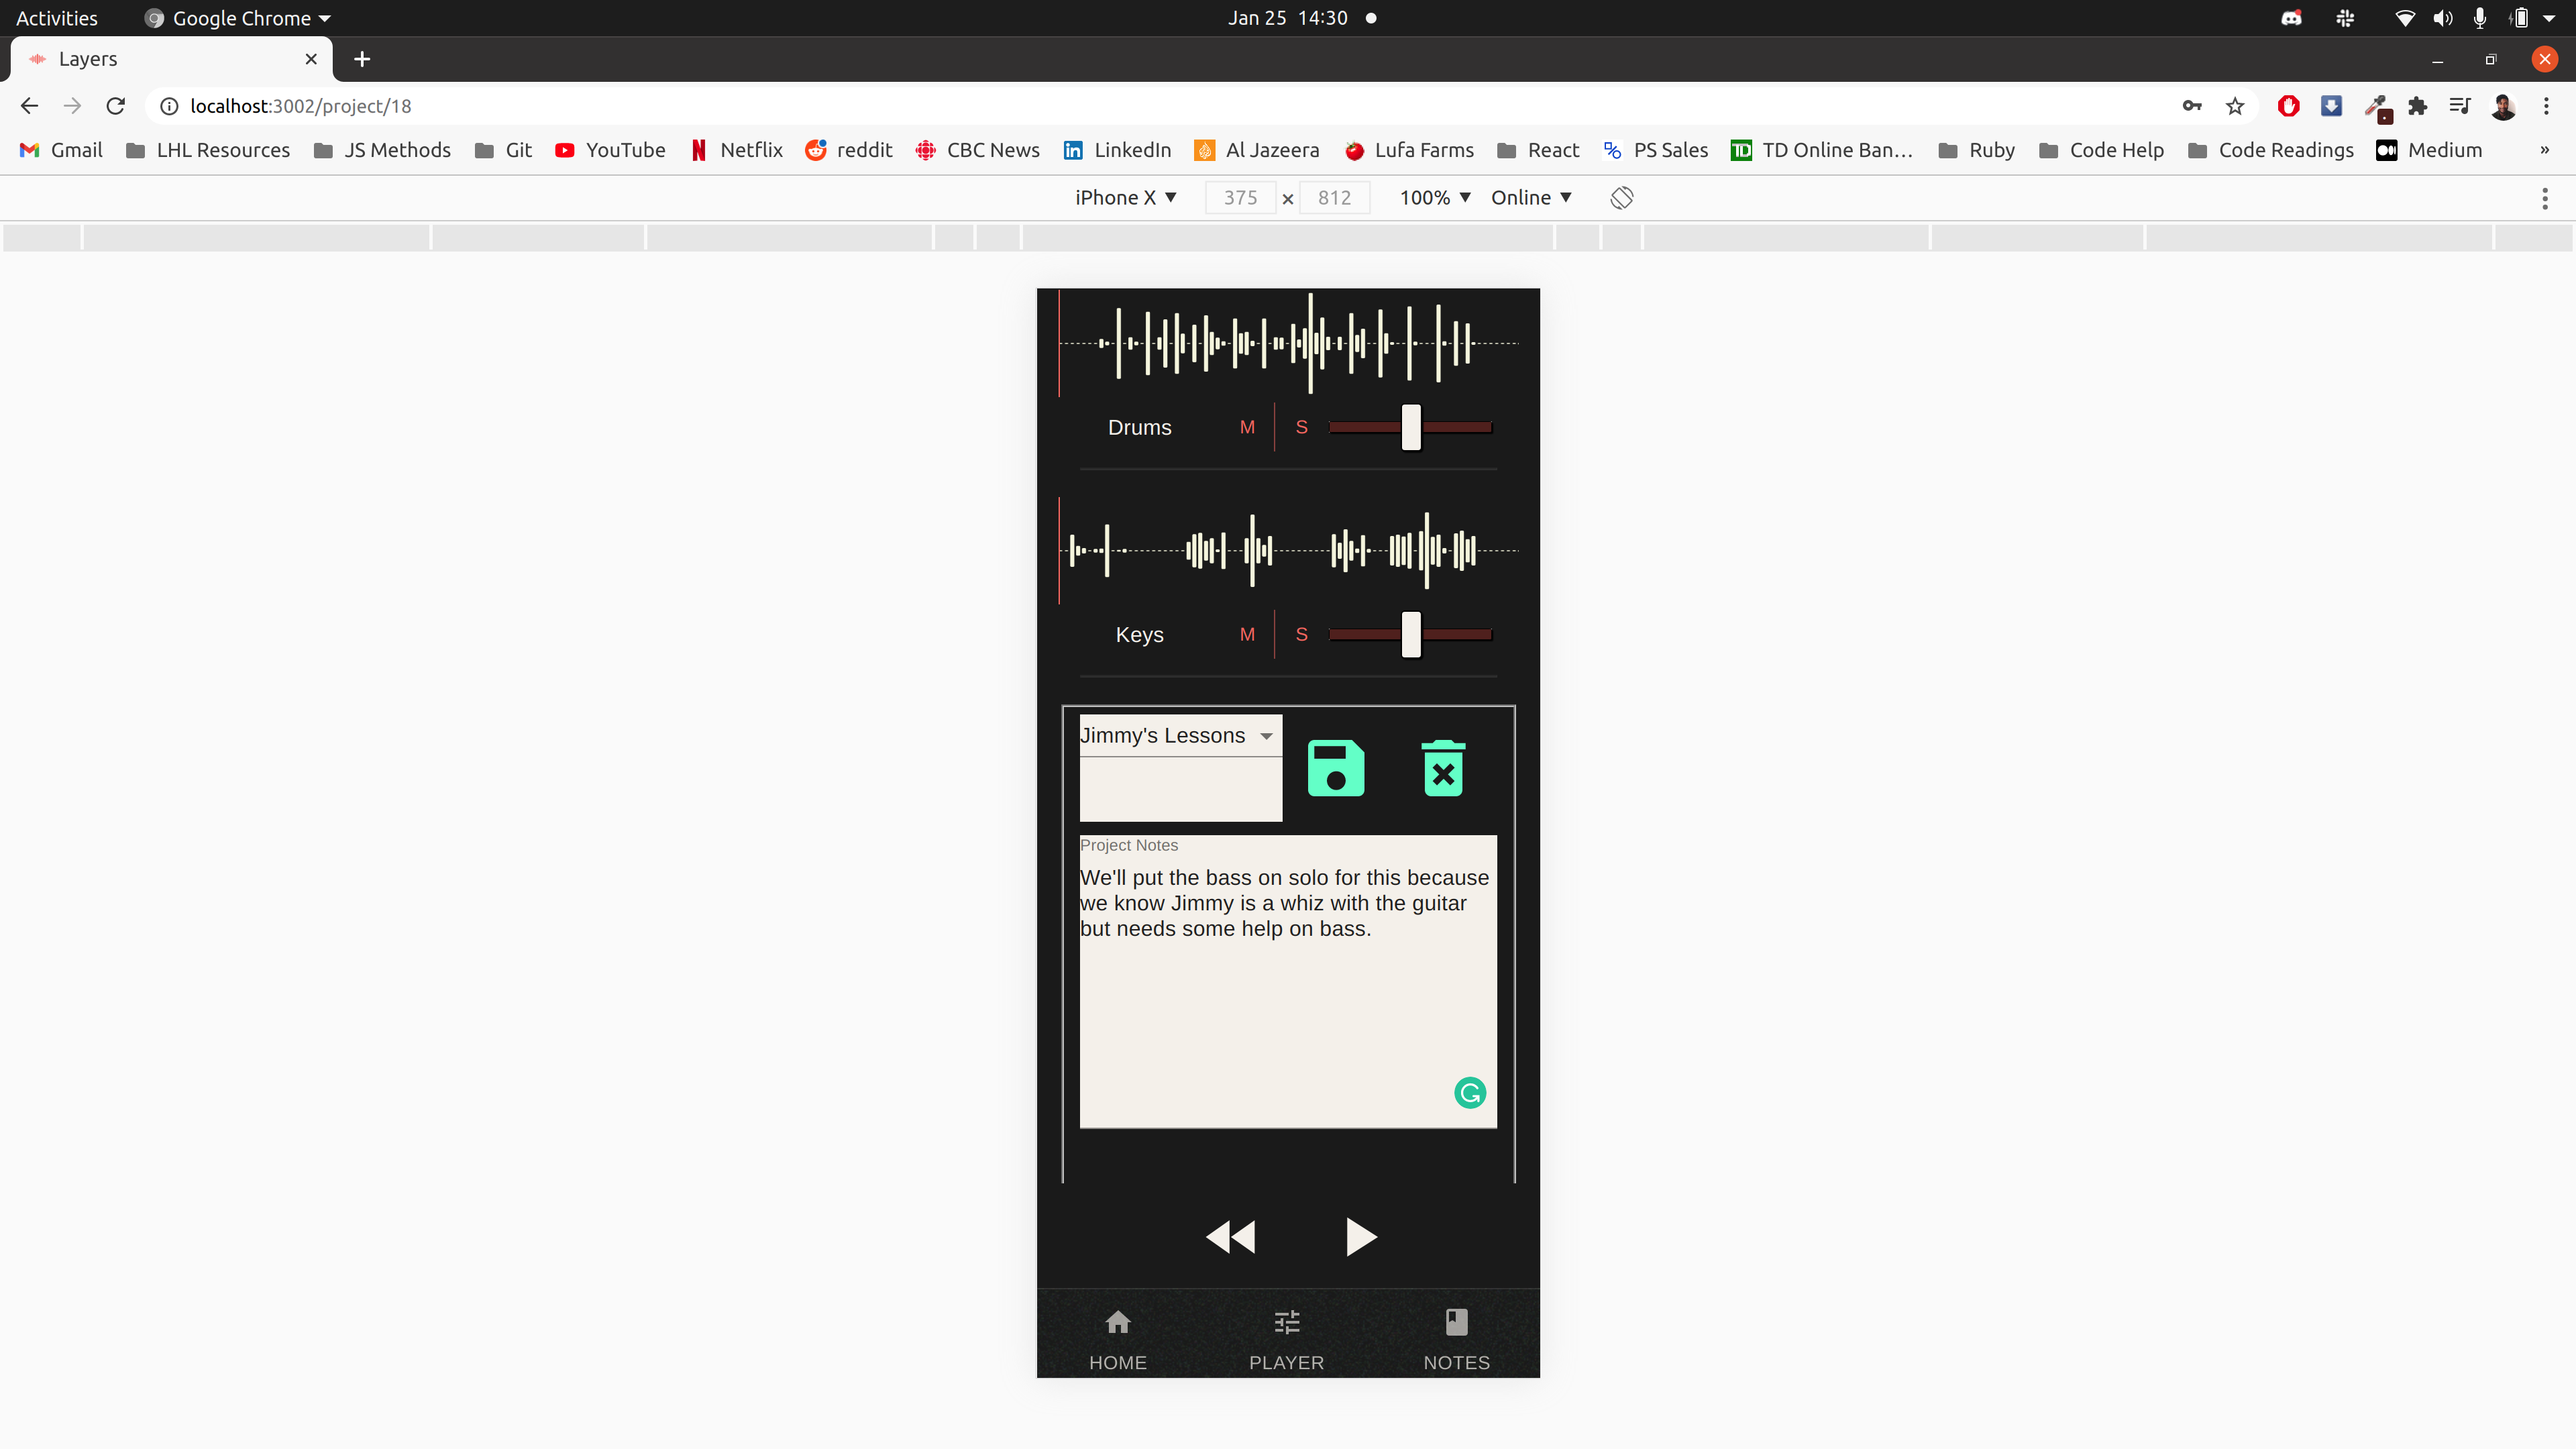 Activities
Google Chrome
Jan 25 14:30
Layers
localhost:3002/project/18
Gmail
LHL Resources
JS Methods
Git
YouTube
Netflix
reddit
CBC News
LinkedIn
Al Jazeera
Lufa Farms
React
PS Sales
TD Online Ban...
Ruby
Code Help
Code Readings
Medium
»
iPhone X
375 × 812
100%
Online
Drums
M
S
Keys
M
S
Jimmy's Lessons
Project Notes
We'll put the bass on solo for this because
we know Jimmy is a whiz with the guitar
but needs some help on bass.
HOME
PLAYER
NOTES